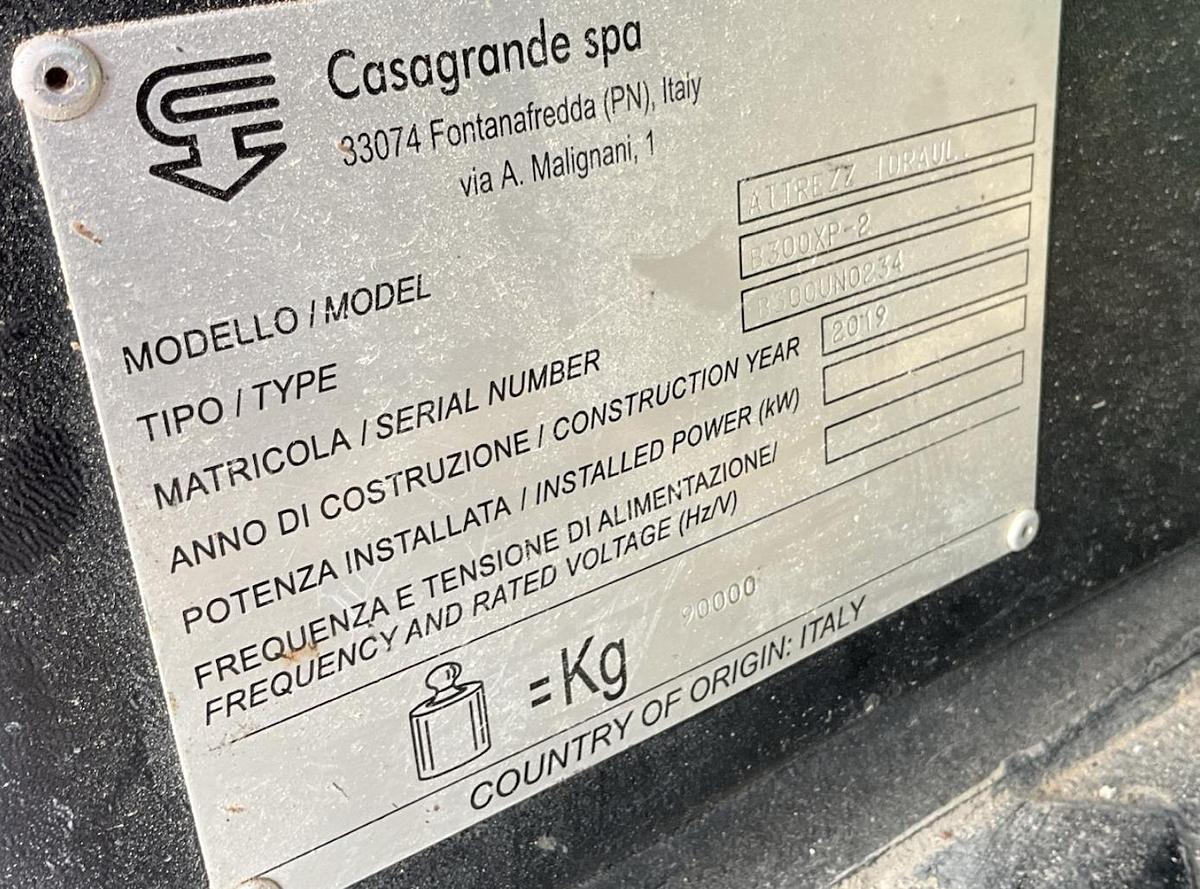 Casagrande spa
33074 Fontanafredda (PN), Italy
via A. Malignani, 1
MODELLO / MODEL ATTREZZ IDRAUL.
TIPO / TYPE B300XP-2
MATRICOLA / SERIAL NUMBER B300UN0234
ANNO DI COSTRUZIONE / CONSTRUCTION YEAR 2019
POTENZA INSTALLATA / INSTALLED POWER (kW)
FREQUENZA E TENSIONE DI ALIMENTAZIONE/
FREQUENCY AND RATED VOLTAGE (Hz/V)
=Kg 90000
COUNTRY OF ORIGIN: ITALY